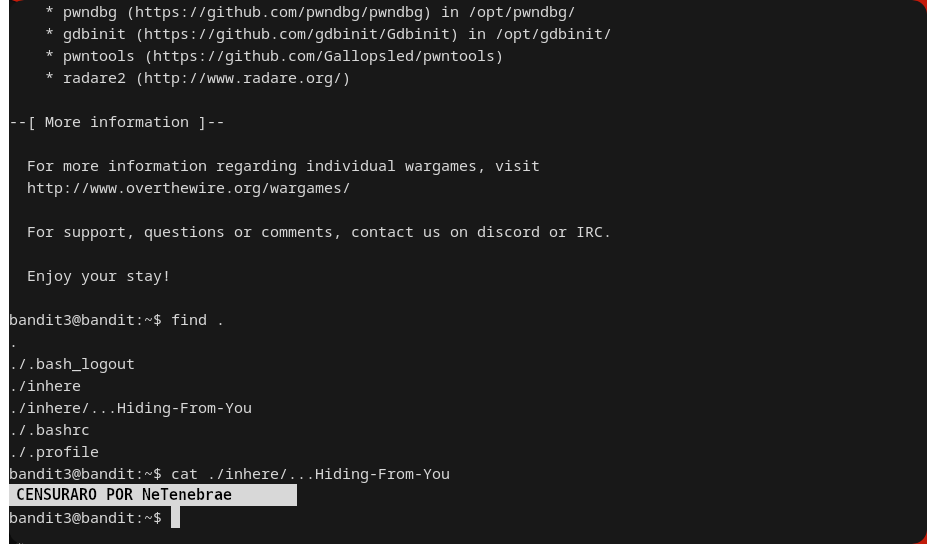 * pwndbg (https://github.com/pwndbg/pwndbg) in /opt/pwndbg/
* gdbinit (https://github.com/gdbinit/Gdbinit) in /opt/gdbinit/
* pwntools (https://github.com/Gallopsled/pwntools)
* radare2 (http://www.radare.org/)
--[ More information ]--
For more information regarding individual wargames, visit
http://www.overthewire.org/wargames/
For support, questions or comments, contact us on discord or IRC.
Enjoy your stay!
bandit3@bandit:~$ find .
.
./.bash_logout
./inhere
./inhere/...Hiding-From-You
./.bashrc
./.profile
bandit3@bandit:~$ cat ./inhere/...Hiding-From-You
CENSURARO POR NeTenebrae
bandit3@bandit:~$